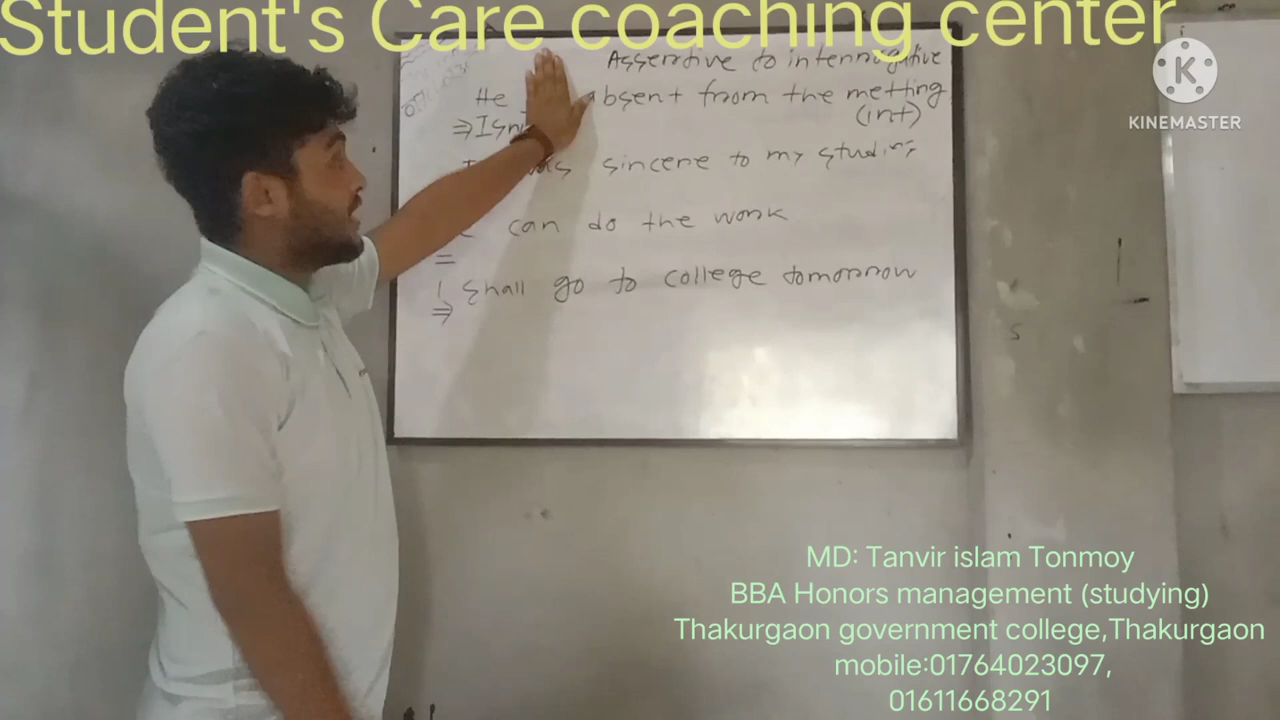 Student's Care coaching center
Assertive to interrogative
He absent from the metting
(int)
⇒ Isn
sincere to my studies
can do the work
=
I shall go to college tomorrow
⇒
KINEMASTER
MD: Tanvir islam Tonmoy
BBA Honors management (studying)
Thakurgaon government college,Thakurgaon
mobile:01764023097,
01611668291